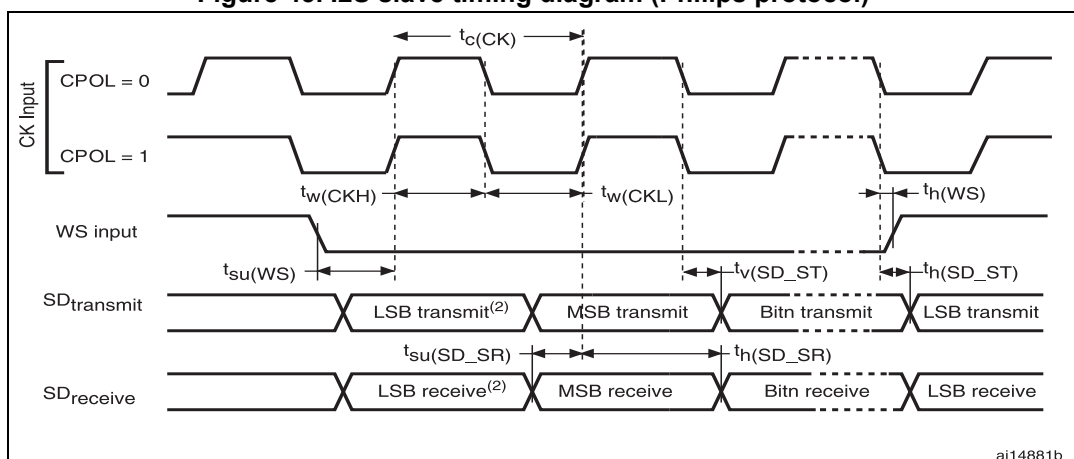 Figure 40. I2S slave timing diagram (Philips protocol)
tc(CK)
CK Input
CPOL = 0
CPOL = 1
tw(CKH)
tw(CKL)
th(WS)
WS input
tsu(WS)
tv(SD_ST)
th(SD_ST)
SDtransmit
LSB transmit(2)
MSB transmit
Bitn transmit
LSB transmit
tsu(SD_SR)
th(SD_SR)
SDreceive
LSB receive(2)
MSB receive
Bitn receive
LSB receive
ai14881b